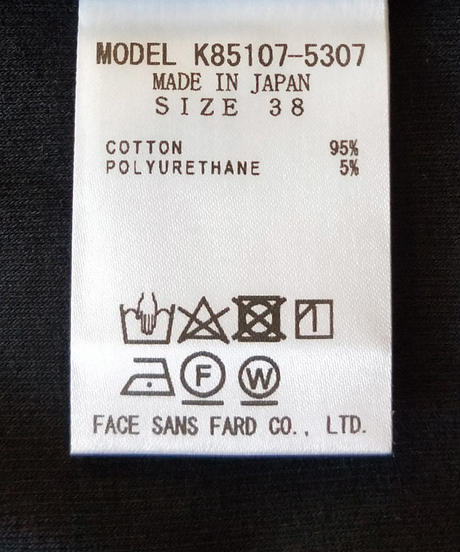 MODEL K85107-5307
MADE IN JAPAN
SIZE 38
COTTON 95%
POLYURETHANE 5%
F W
FACE SANS FARD CO., LTD.